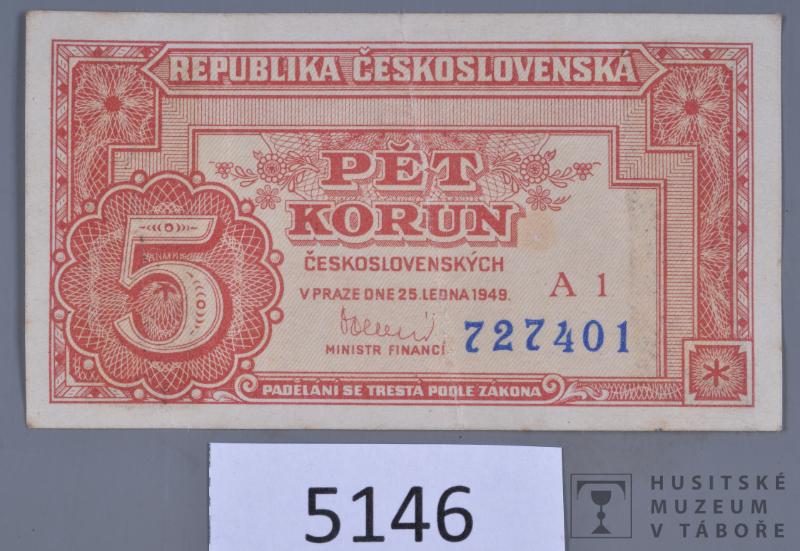 REPUBLIKA ČESKOSLOVENSKÁ
PĚT
KORUN
ČESKOSLOVENSKÝCH
V PRAZE DNE 25. LEDNA 1949.
A 1
727401
MINISTR FINANCÍ
5
PADĚLÁNÍ SE TRESTÁ PODLE ZÁKONA
5146
HUSITSKÉ
MUZEUM
V TÁBOŘE